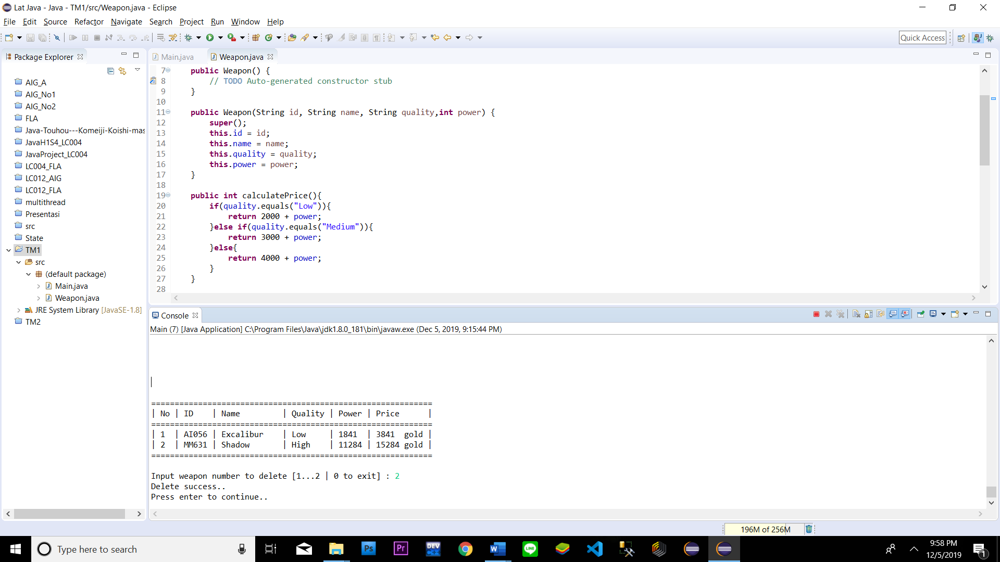 Lat Java - Java - TM1/src/Weapon.java - Eclipse
File Edit Source Refactor Navigate Search Project Run Window Help
Quick Access
Package Explorer
AIG_A
AIG_No1
AIG_No2
FLA
Java-Touhou---Komeiji-Koishi-mas
JavaH1S4_LC004
JavaProject_LC004
LC004_FLA
LC012_AIG
LC012_FLA
multithread
Presentasi
src
State
TM1
src
(default package)
Main.java
Weapon.java
JRE System Library [JavaSE-1.8]
TM2
Main.java Weapon.java
7 public Weapon() {
8 // TODO Auto-generated constructor stub
9 }
10
11 public Weapon(String id, String name, String quality,int power) {
12 super();
13 this.id = id;
14 this.name = name;
15 this.quality = quality;
16 this.power = power;
17 }
18
19 public int calculatePrice(){
20 if(quality.equals("Low")){
21 return 2000 + power;
22 }else if(quality.equals("Medium")){
23 return 3000 + power;
24 }else{
25 return 4000 + power;
26 }
27 }
28
Console
Main (7) [Java Application] C:\Program Files\Java\jdk1.8.0_181\bin\javaw.exe (Dec 5, 2019, 9:15:44 PM)
============================================================
| No | ID | Name | Quality | Power | Price |
============================================================
| 1 | AI056 | Excalibur | Low | 1841 | 3841 gold |
| 2 | MM631 | Shadow | High | 11284 | 15284 gold |
============================================================
Input weapon number to delete [1...2 | 0 to exit] : 2
Delete success..
Press enter to continue..
196M of 256M
Type here to search
Ps
Pr
DEV C++
W
LINE
9:58 PM
12/5/2019
1